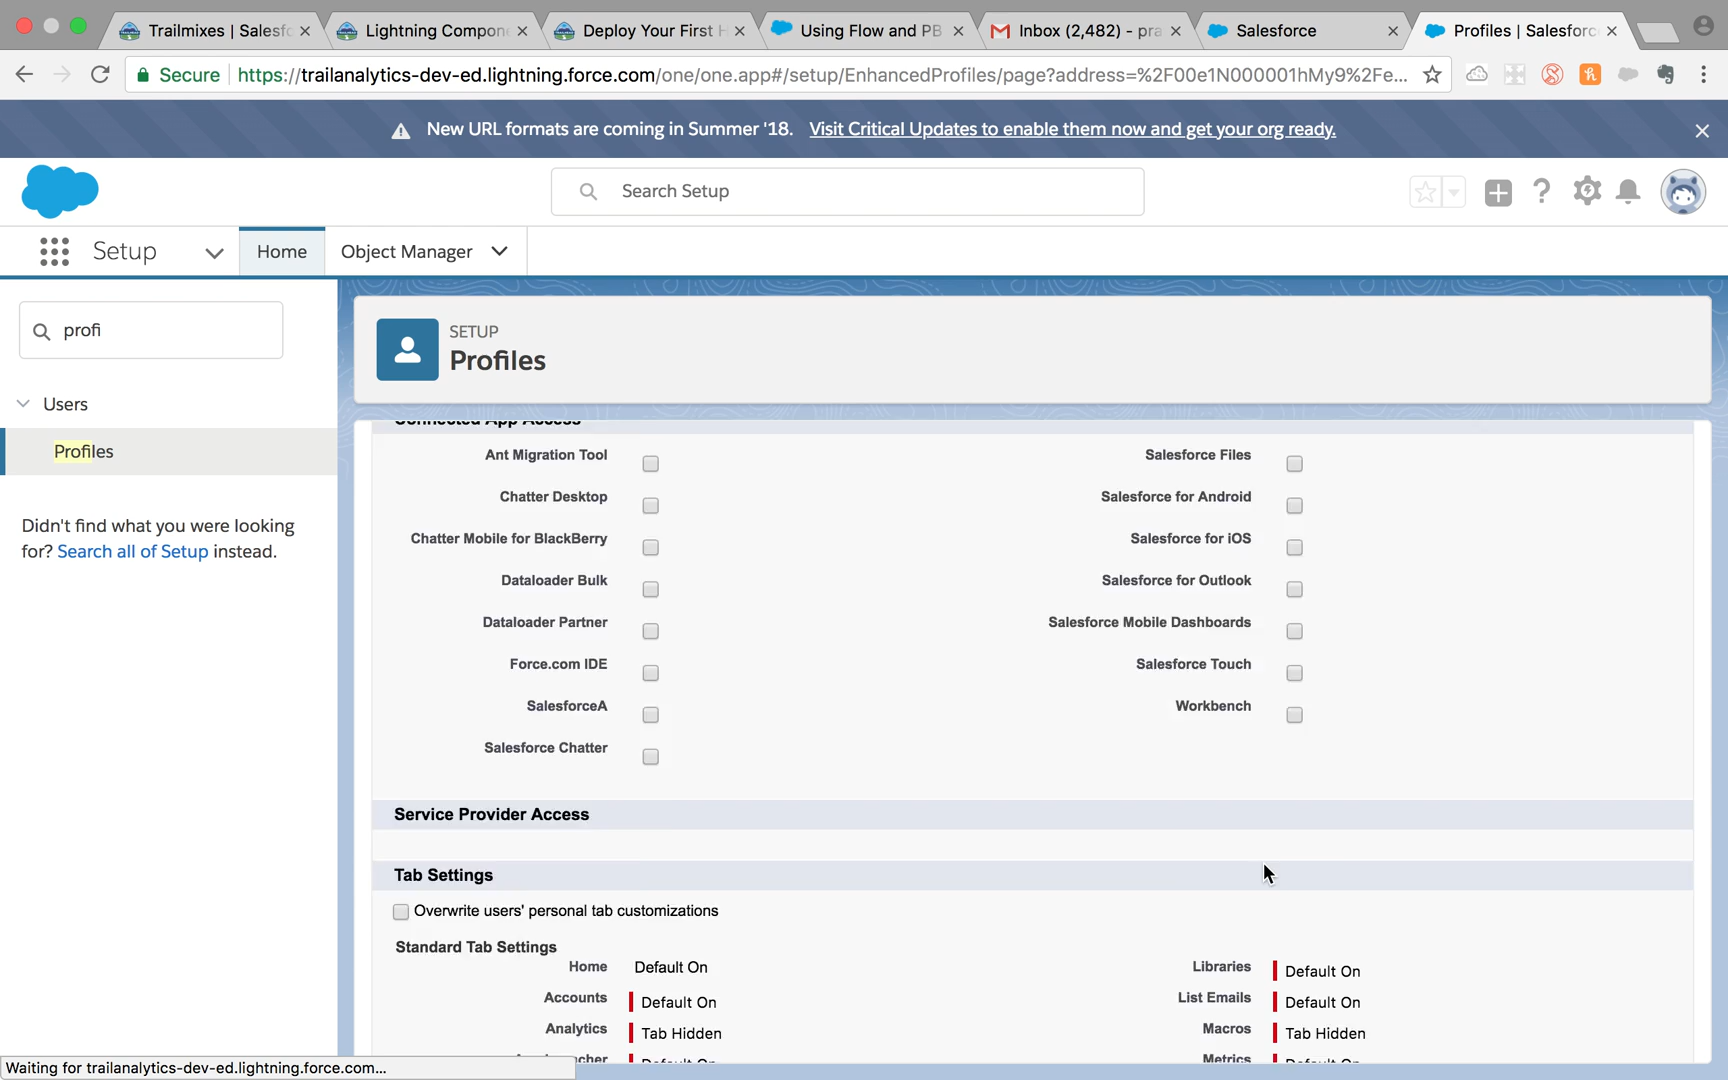 Trailmixes | Salesfo
Lightning Compon
Deploy Your First H
Using Flow and PB
Inbox (2,482) - pra
Salesforce
Profiles | Salesforc
Secure
https://trailanalytics-dev-ed.lightning.force.com/one/one.app#/setup/EnhancedProfiles/page?address=%2F00e1N000001hMy9%2Fe...
New URL formats are coming in Summer '18. Visit Critical Updates to enable them now and get your org ready.
Search Setup
Setup
Home
Object Manager
profi
Users
Profiles
Didn't find what you were looking
for? Search all of Setup instead.
SETUP
Profiles
Connected App Access
Ant Migration Tool
Salesforce Files
Chatter Desktop
Salesforce for Android
Chatter Mobile for BlackBerry
Salesforce for iOS
Dataloader Bulk
Salesforce for Outlook
Dataloader Partner
Salesforce Mobile Dashboards
Force.com IDE
Salesforce Touch
SalesforceA
Workbench
Salesforce Chatter
Service Provider Access
Tab Settings
Overwrite users' personal tab customizations
Standard Tab Settings
Home Default On
Libraries Default On
Accounts Default On
List Emails Default On
Analytics Tab Hidden
Macros Tab Hidden
Default On
Metrics Default On
Waiting for trailanalytics-dev-ed.lightning.force.com...